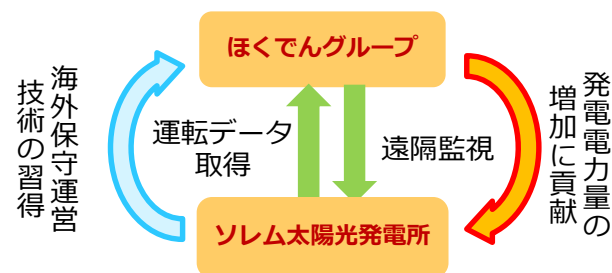 ほくでんグループ
海外保守運営
技術の習得
運転データ
取得
遠隔監視
発電電力量の
増加に貢献
ソレム太陽光発電所